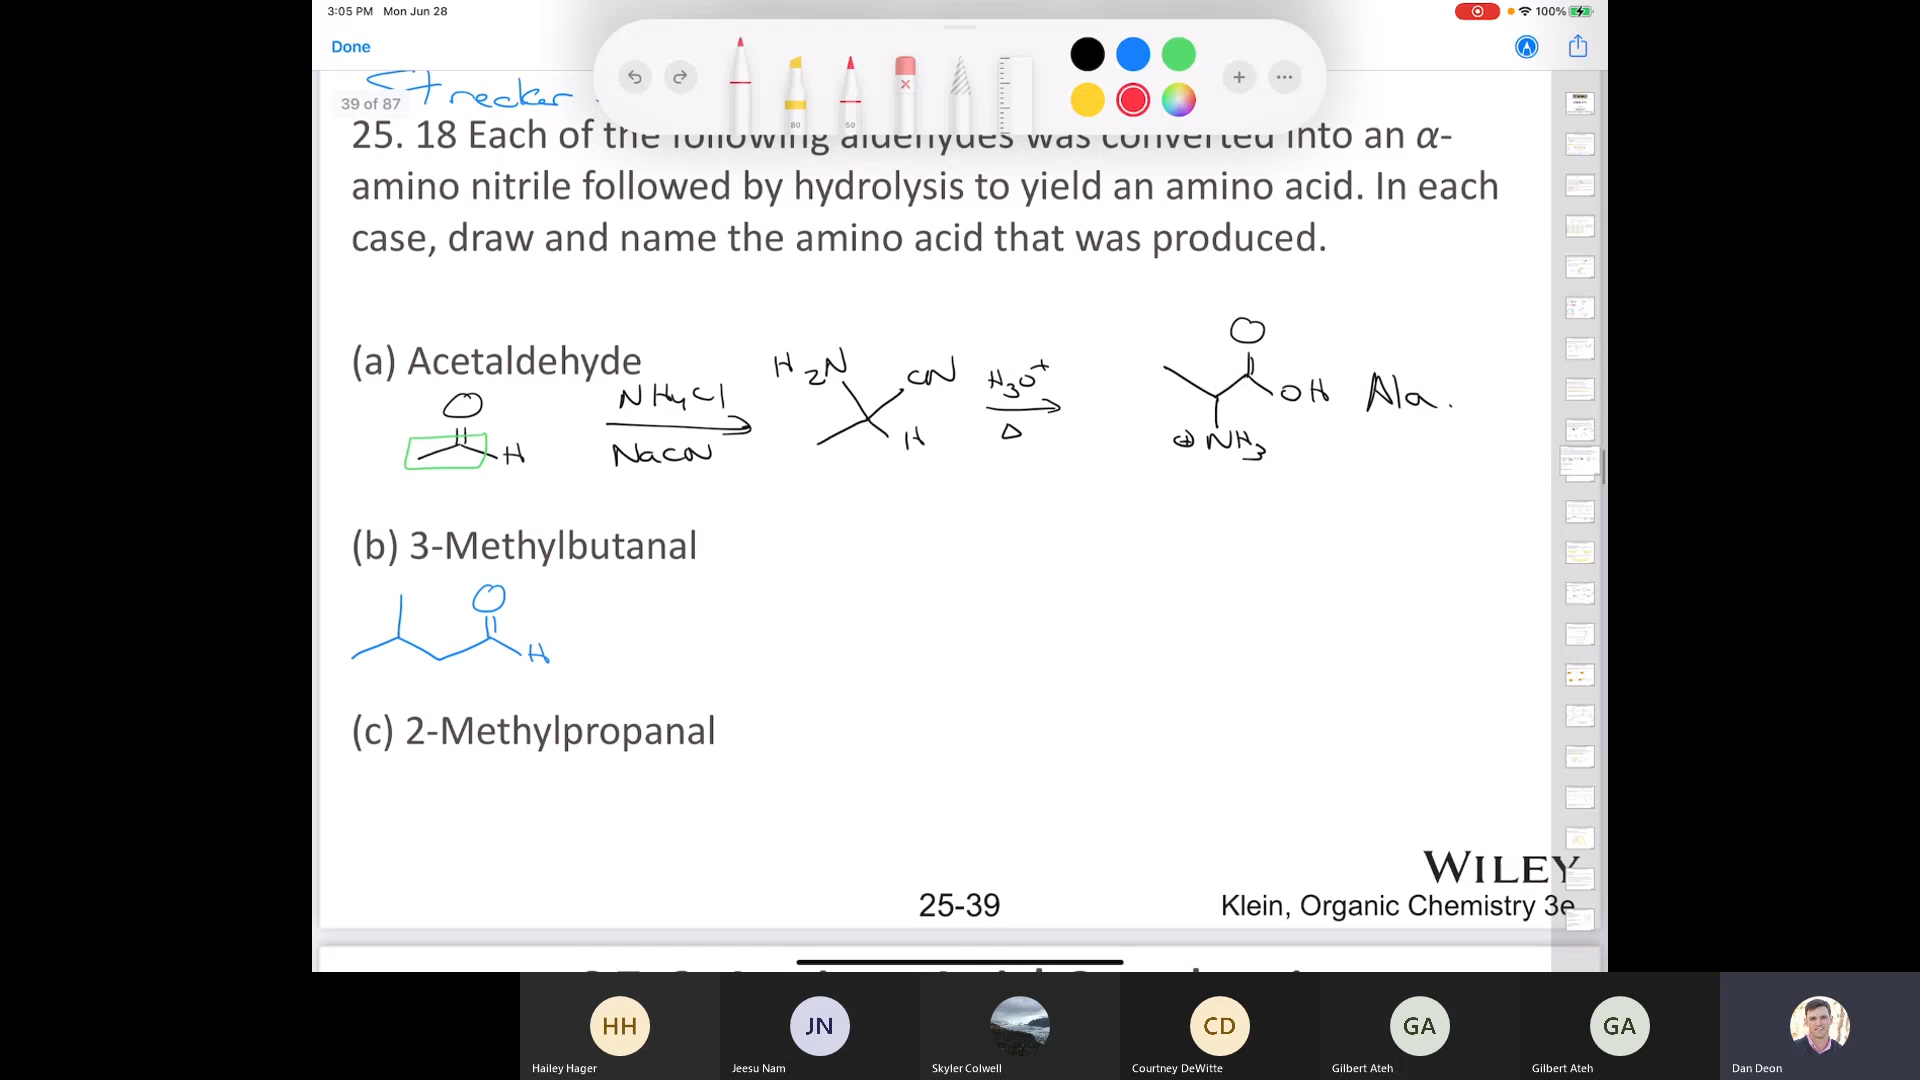 3:05 PM Mon Jun 28
100%
Done
39 of 87
Strecker
80
50
25. 18 Each of the following aldehydes was converted into an α-
amino nitrile followed by hydrolysis to yield an amino acid. In each
case, draw and name the amino acid that was produced.
(a) Acetaldehyde
O
H
NH4Cl
NaCN
H2N
CN
H
H3O+
Δ
O
OH
⊕NH3
Ala.
(b) 3-Methylbutanal
O
H
(c) 2-Methylpropanal
WILEY
25-39
Klein, Organic Chemistry 3e
HH
JN
CD
GA
GA
Hailey Hager
Jeesu Nam
Skyler Colwell
Courtney DeWitte
Gilbert Ateh
Gilbert Ateh
Dan Deon